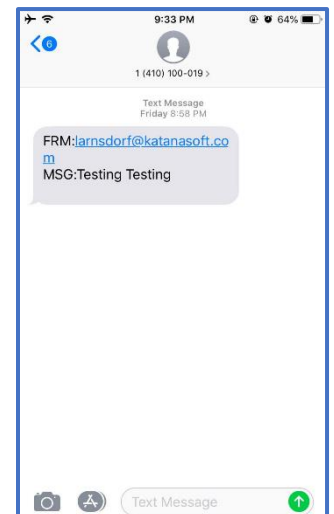 9:33 PM
64%
6
1 (410) 100-019 >
Text Message
Friday 8:58 PM
FRM:larnsdorf@katanasoft.co
m
MSG:Testing Testing
Text Message